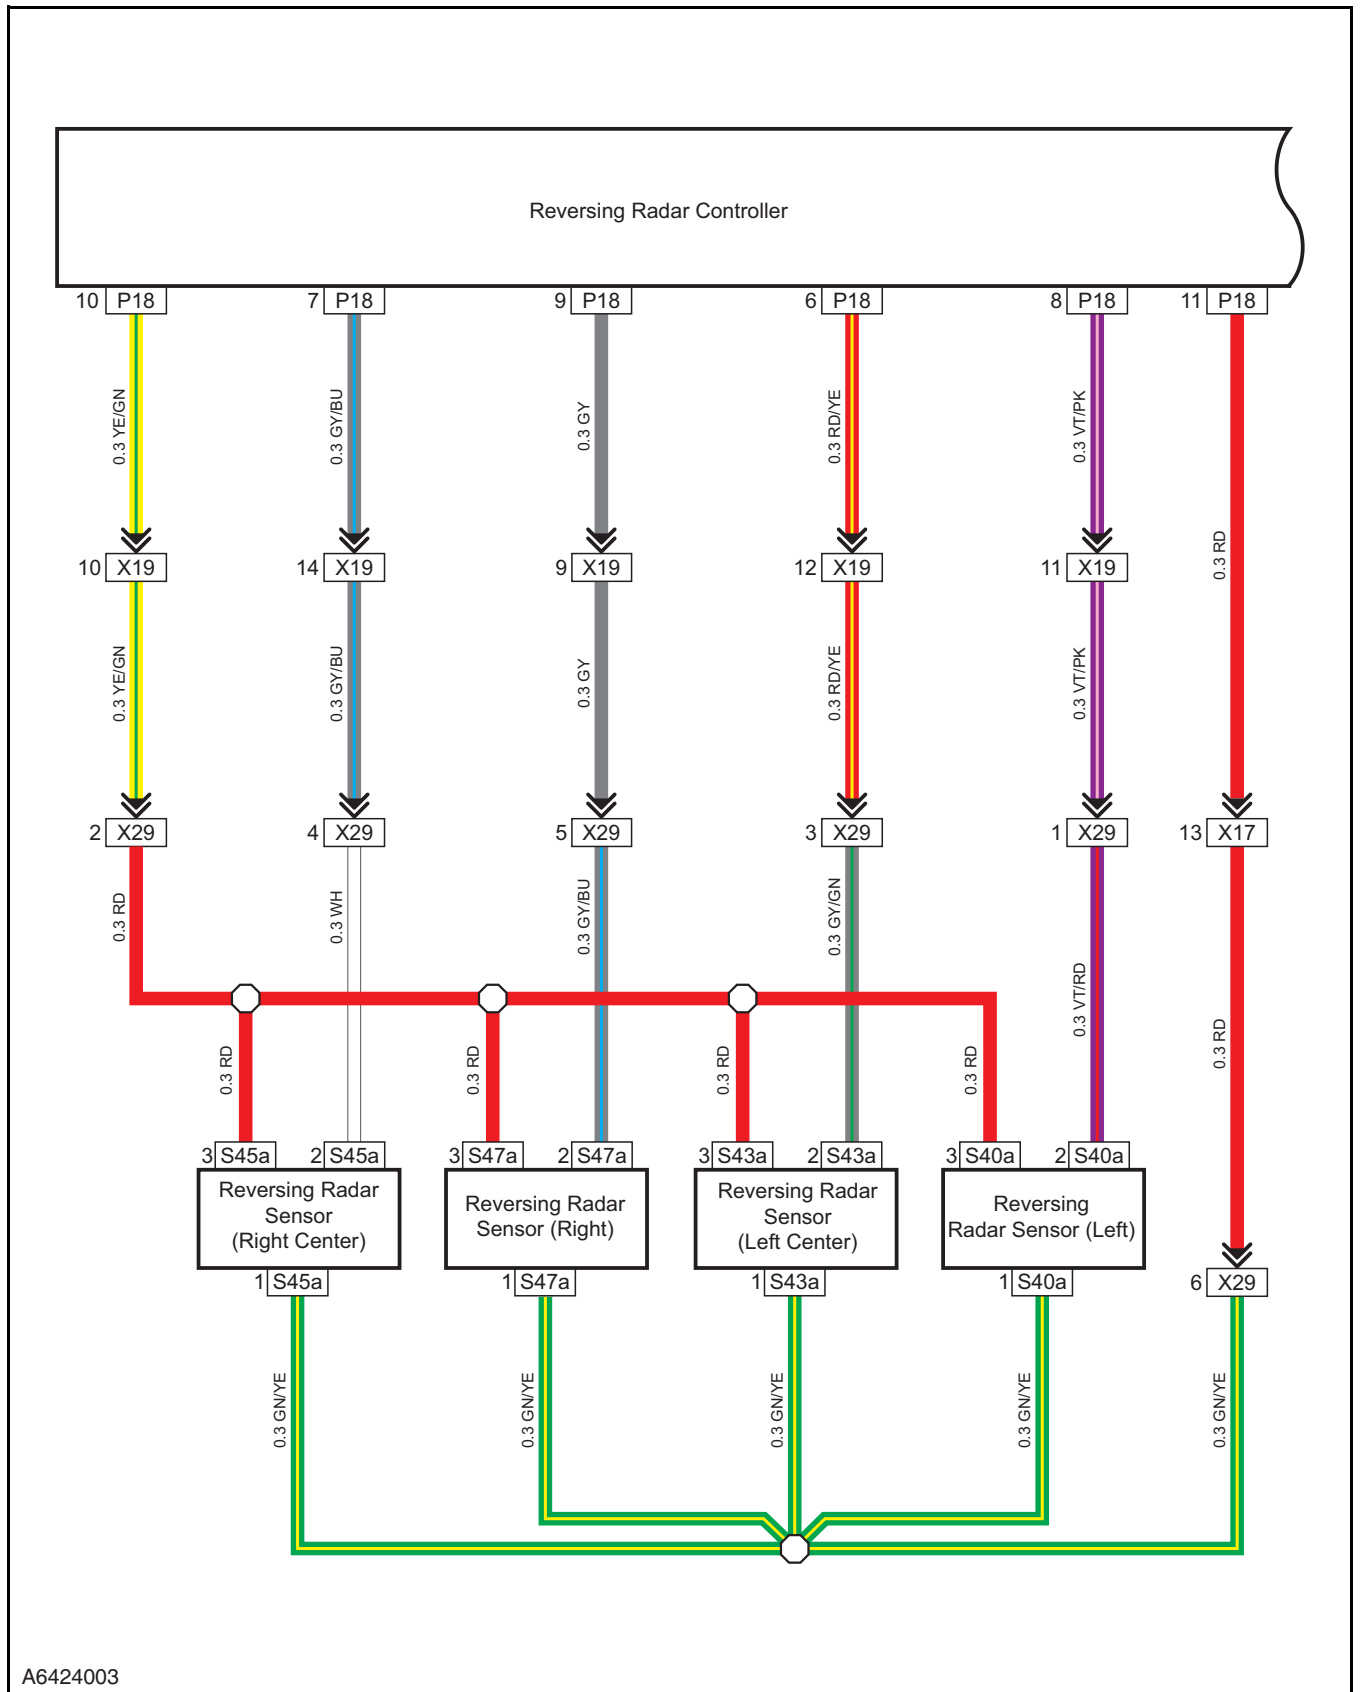 Reversing Radar Controller
10 P18
7 P18
9 P18
6 P18
8 P18
11 P18
0.3 YE/GN
0.3 GY/BU
0.3 GY
0.3 RD/YE
0.3 VT/PK
0.3 RD
10 X19
14 X19
9 X19
12 X19
11 X19
0.3 YE/GN
0.3 GY/BU
0.3 GY
0.3 RD/YE
0.3 VT/PK
2 X29
4 X29
5 X29
3 X29
1 X29
13 X17
0.3 RD
0.3 WH
0.3 GY/BU
0.3 GY/GN
0.3 VT/RD
0.3 RD
0.3 RD
0.3 RD
0.3 RD
0.3 RD
3 S45a
2 S45a
3 S47a
2 S47a
3 S43a
2 S43a
3 S40a
2 S40a
Reversing Radar
Sensor
(Right Center)
Reversing Radar
Sensor (Right)
Reversing Radar
Sensor
(Left Center)
Reversing
Radar Sensor (Left)
1 S45a
1 S47a
1 S43a
1 S40a
6 X29
0.3 GN/YE
0.3 GN/YE
0.3 GN/YE
0.3 GN/YE
0.3 GN/YE
A6424003